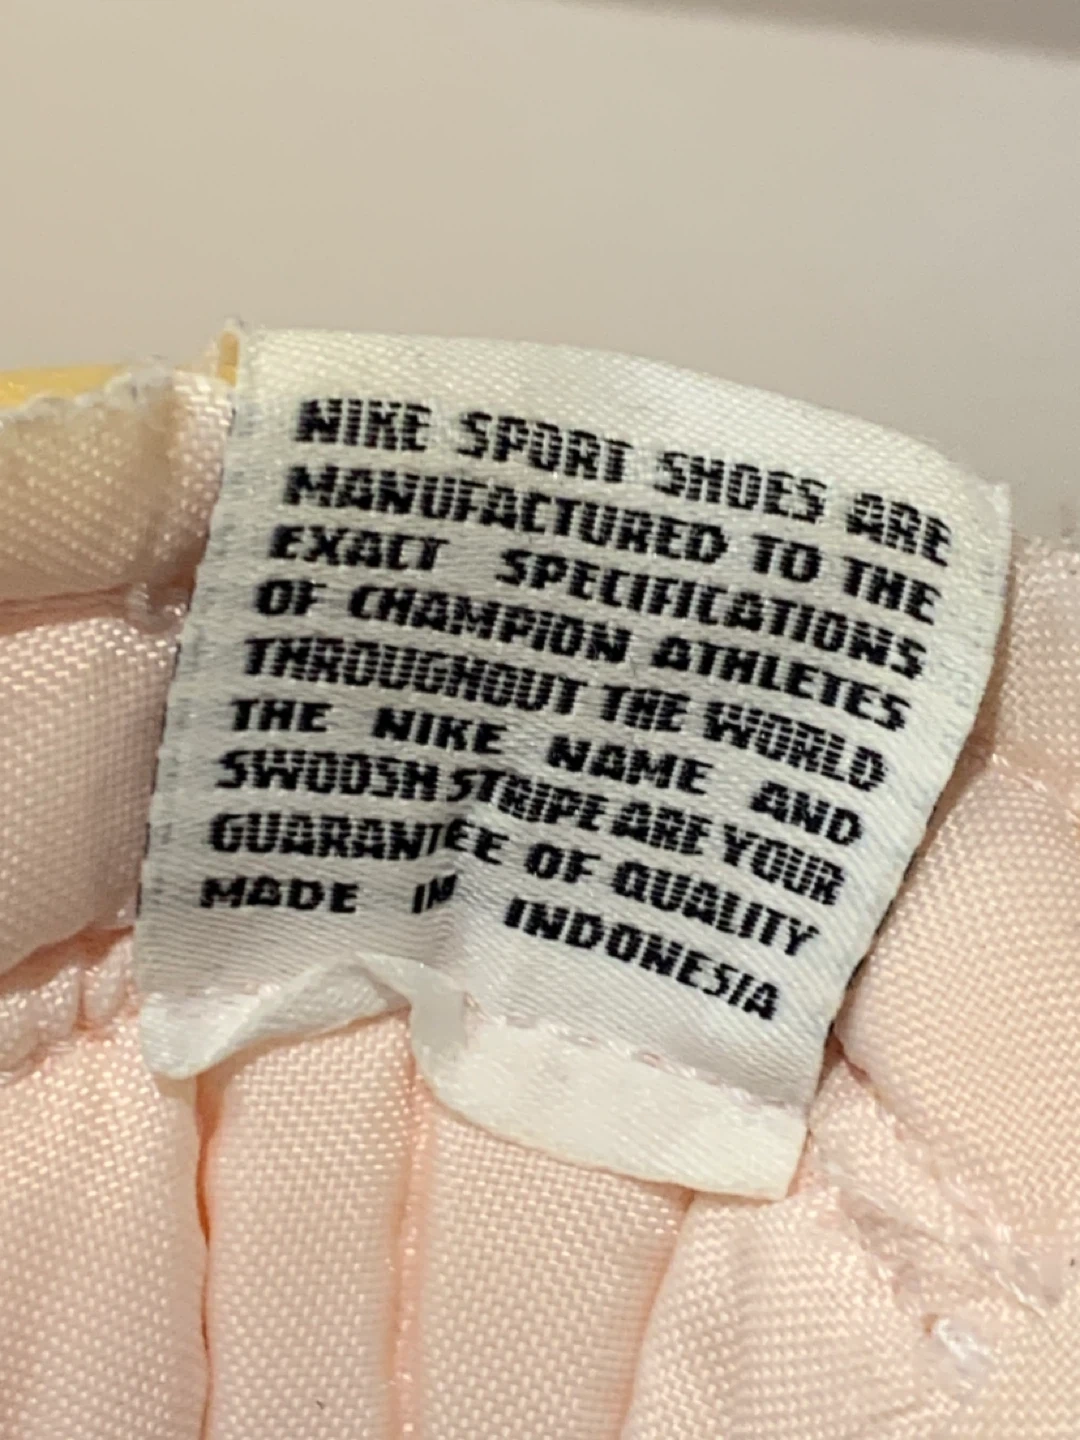 NIKE SPORT SHOES ARE
MANUFACTURED TO THE
EXACT SPECIFICATIONS
OF CHAMPION ATHLETES
THROUGHOUT THE WORLD
THE NIKE NAME AND
SWOOSH STRIPE ARE YOUR
GUARANTEE OF QUALITY
MADE IN INDONESIA